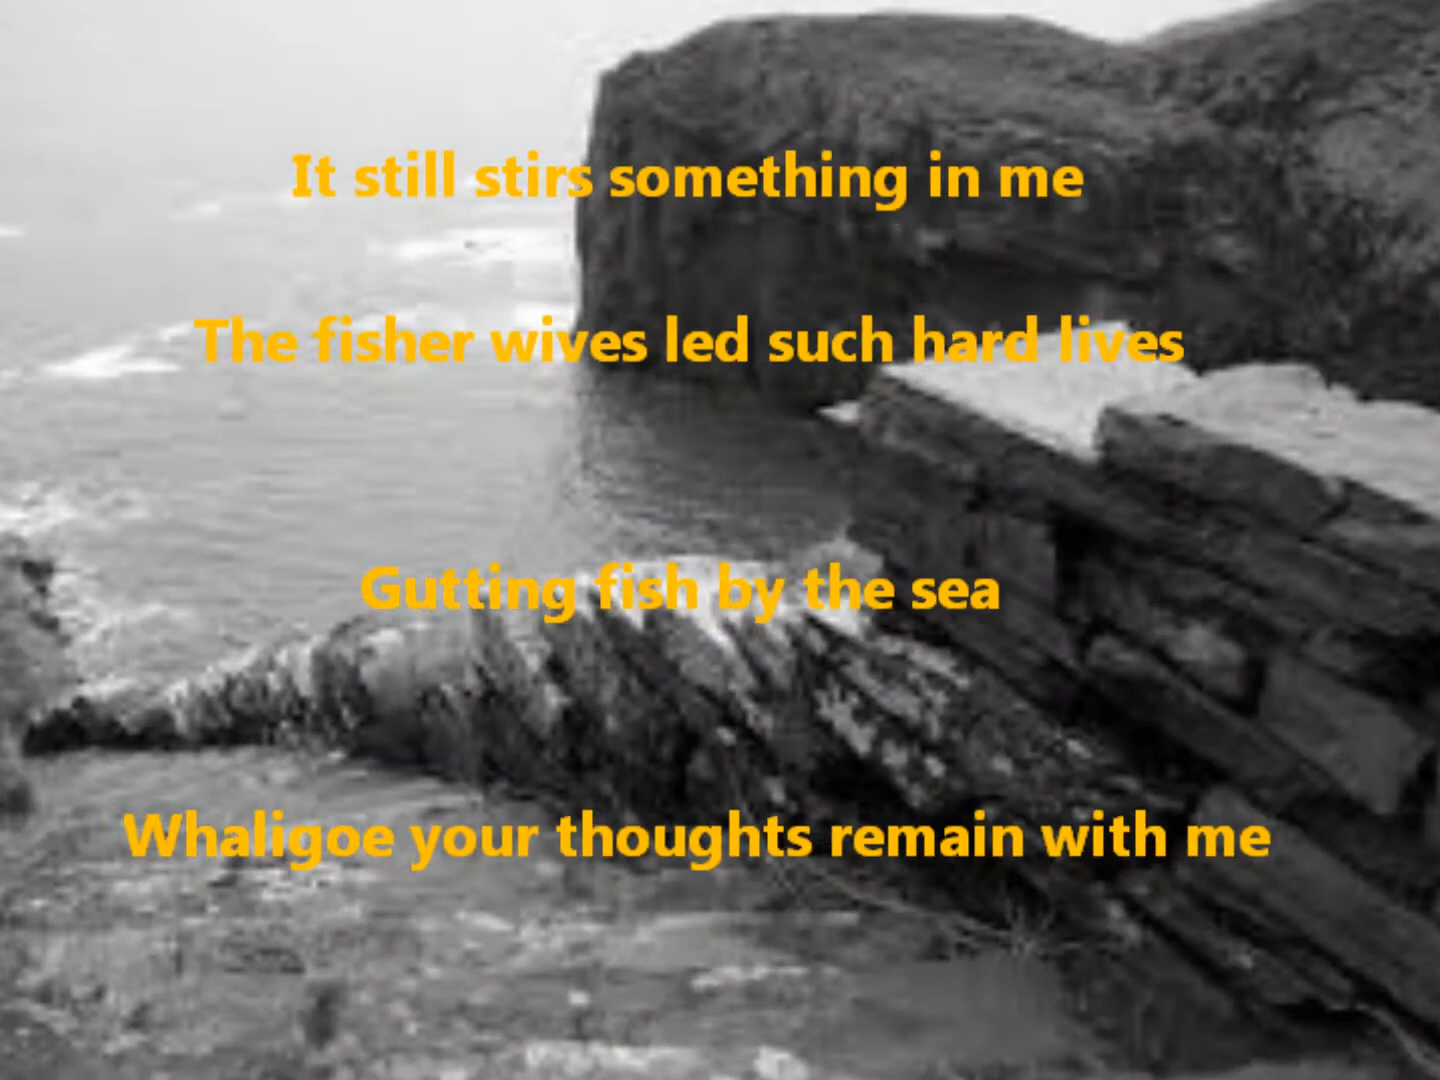 It still stirs something in me
The fisher wives led such hard lives
Gutting fish by the sea
Whaligoe your thoughts remain with me